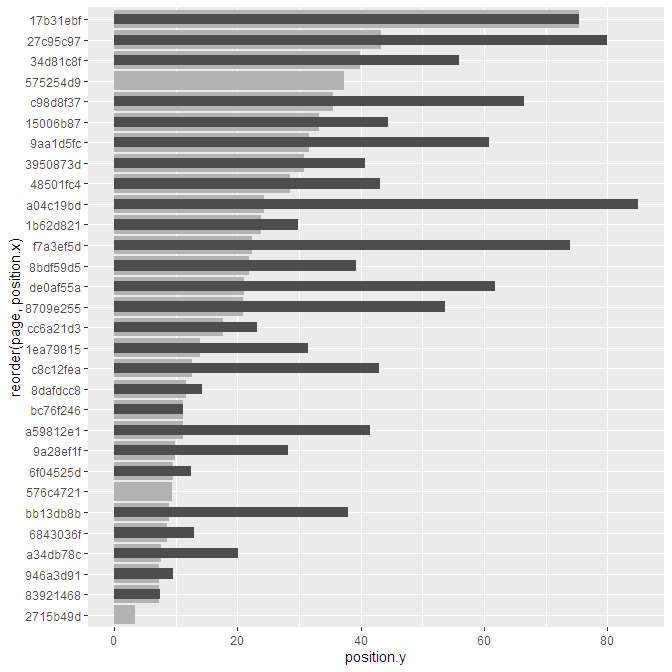 17b31ebf
27c95c97
34d81c8f
575254d9
c98d8f37
15006b87
9aa1d5fc
3950873d
48501fc4
a04c19bd
1b62d821
f7a3ef5d
8bdf59d5
de0af55a
8709e255
cc6a21d3
1ea79815
c8c12fea
8dafdcc8
bc76f246
a59812e1
9a28ef1f
6f04525d
576c4721
bb13db8b
6843036f
a34db78c
946a3d91
83921468
2715b49d
reorder(page, position.x)
0 20 40 60 80
position.y